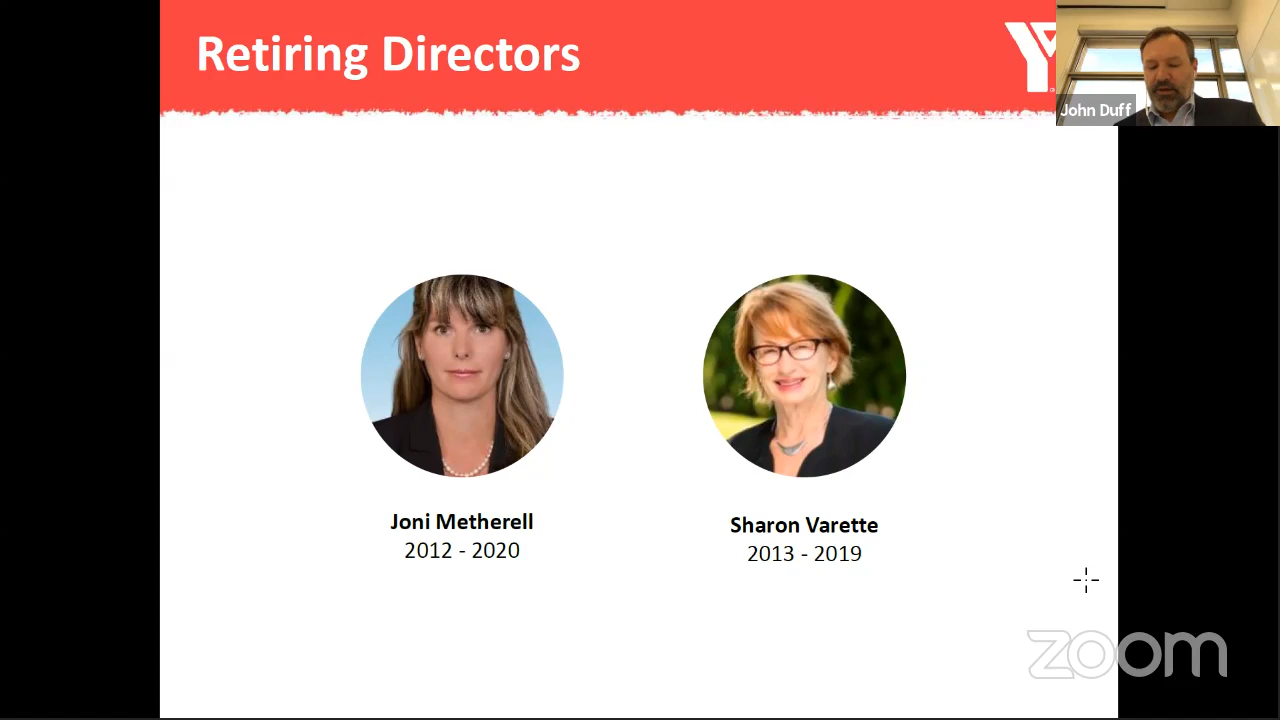 Retiring Directors
John Duff
Joni Metherell
2012 - 2020
Sharon Varette
2013 - 2019
zoom